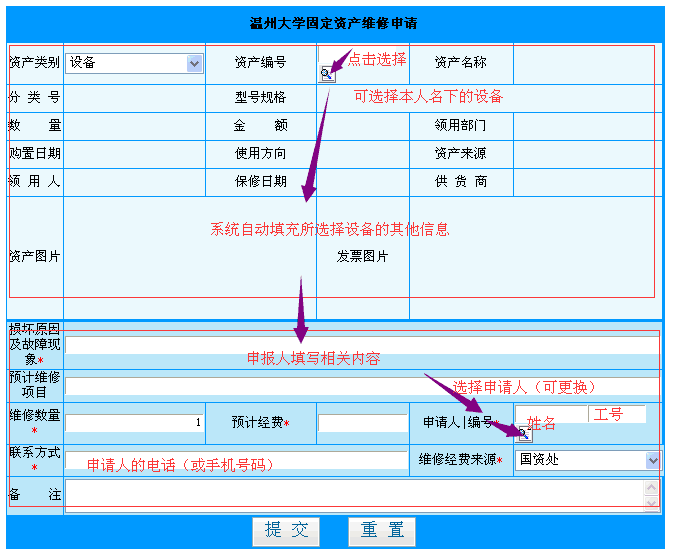 温州大学固定资产维修申请
资产类别 设备 资产编号 点击选择 资产名称
分 类 号 型号规格 可选择本人名下的设备
数 量 金 额 领用部门
购置日期 使用方向 资产来源
领 用 人 保修日期 供 货 商
系统自动填充所选择设备的其他信息
资产图片 发票图片
损坏原因
及故障现
象*
申报人填写相关内容
预计维修
项目
选择申请人（可更换）
维修数量
*
1 预计经费* 申请人|编号* 姓名 工号
联系方式
*
申请人的电话（或手机号码） 维修经费来源* 国资处
备 注
提 交 重 置